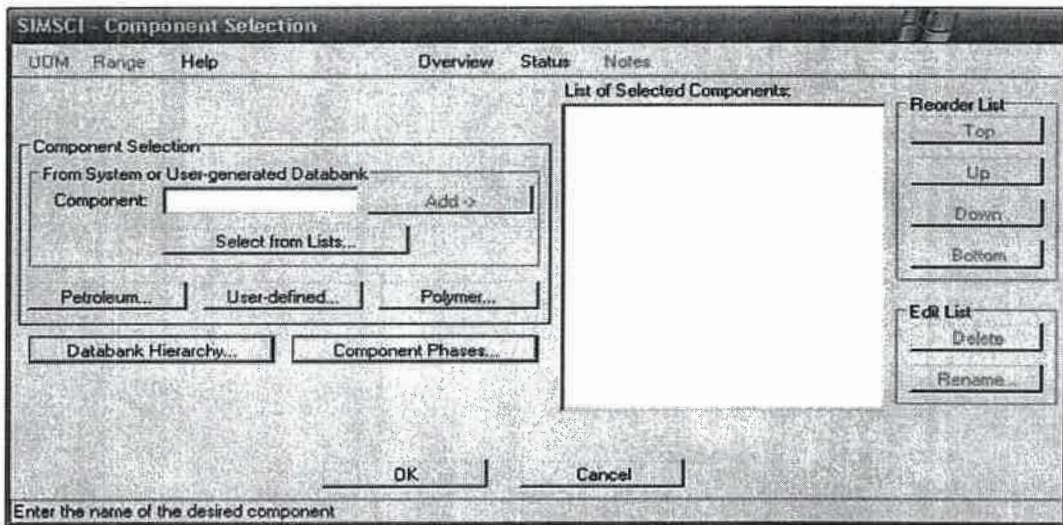 SIMSCI - Component Selection
UOM Range Help Overview Status Notes
List of Selected Components:
Component Selection
From System or User-generated Databank
Component: Add ->
Select from Lists...
Petroleum... User-defined... Polymer...
Databank Hierarchy... Component Phases...
Reorder List
Top
Up
Down
Bottom
Edit List
Delete
Rename...
OK Cancel
Enter the name of the desired component